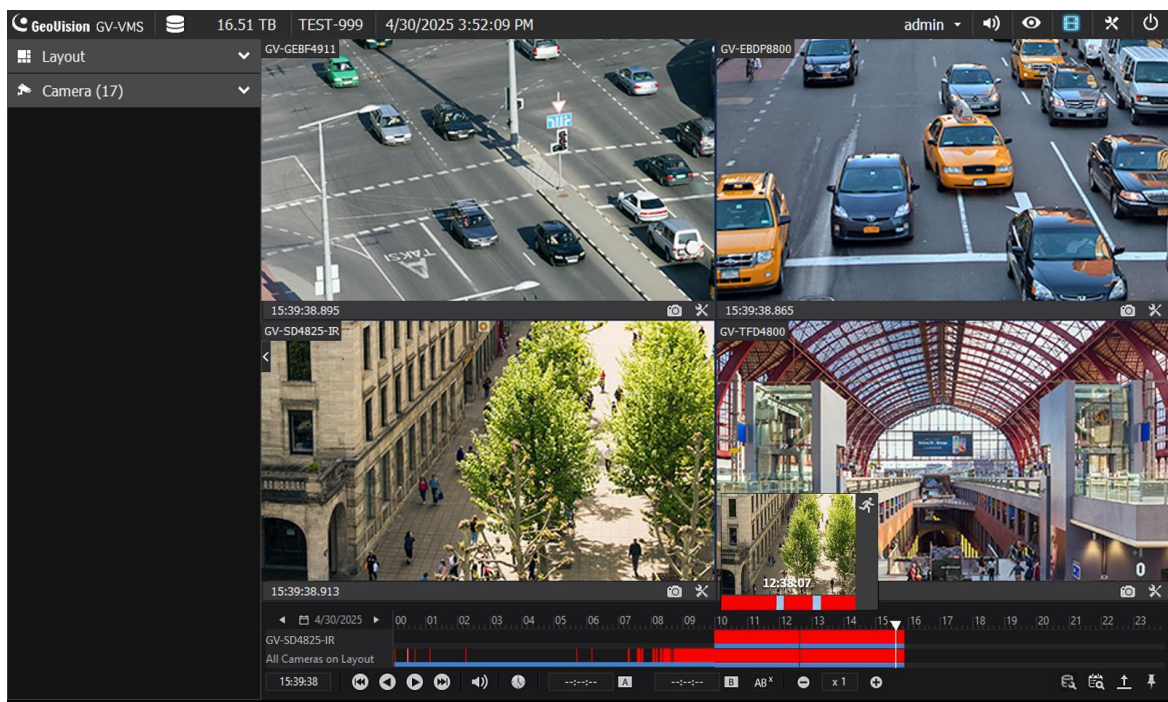 GeoVision GV-VMS 16.51 TB TEST-999 4/30/2025 3:52:09 PM admin
Layout
Camera (17)
GV-GEBF4911
GV-EBDP8800
TAKSİ
15:39:38.895
15:39:38.865
GV-SD4825-IR
GV-TFD4800
12:38:07
0
15:39:38.913
4/30/2025 00 01 02 03 04 05 06 07 08 09 10 11 12 13 14 15 16 17 18 19 20 21 22 23
GV-SD4825-IR
All Cameras on Layout
15:39:38 --:--:-- A --:--:-- B ABx x 1